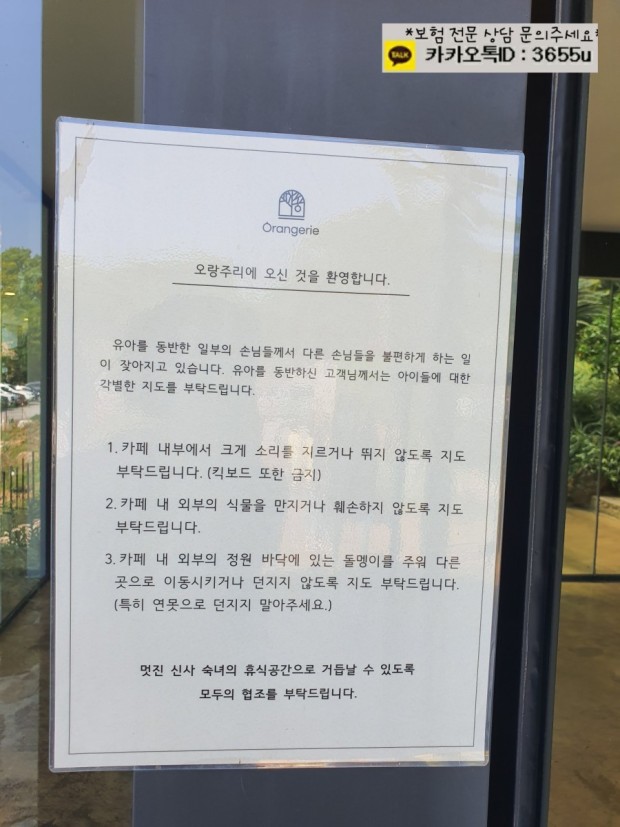 *보험 전문 상담 문의주세요*
TALK 카카오톡ID : 3655u
Ôrangerie
오랑주리에 오신 것을 환영합니다.
유아를 동반한 일부의 손님들께서 다른 손님들을 불편하게 하는 일
이 잦아지고 있습니다. 유아를 동반하신 고객님께서는 아이들에 대한
각별한 지도를 부탁드립니다.
1. 카페 내부에서 크게 소리를 지르거나 뛰지 않도록 지도
부탁드립니다. (킥보드 또한 금지)
2. 카페 내 외부의 식물을 만지거나 훼손하지 않도록 지도
부탁드립니다.
3. 카페 내 외부의 정원 바닥에 있는 돌멩이를 주워 다른
곳으로 이동시키거나 던지지 않도록 지도 부탁드립니다.
(특히 연못으로 던지지 말아주세요.)
멋진 신사 숙녀의 휴식공간으로 거듭날 수 있도록
모두의 협조를 부탁드립니다.